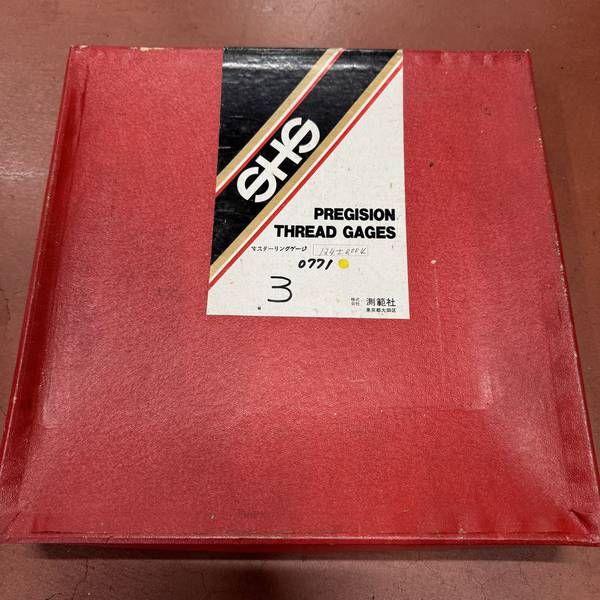 SHS
PREGISION
THREAD GAGES
マスターリングゲージ
0771
3
株式会社 測範社
東京都大田区